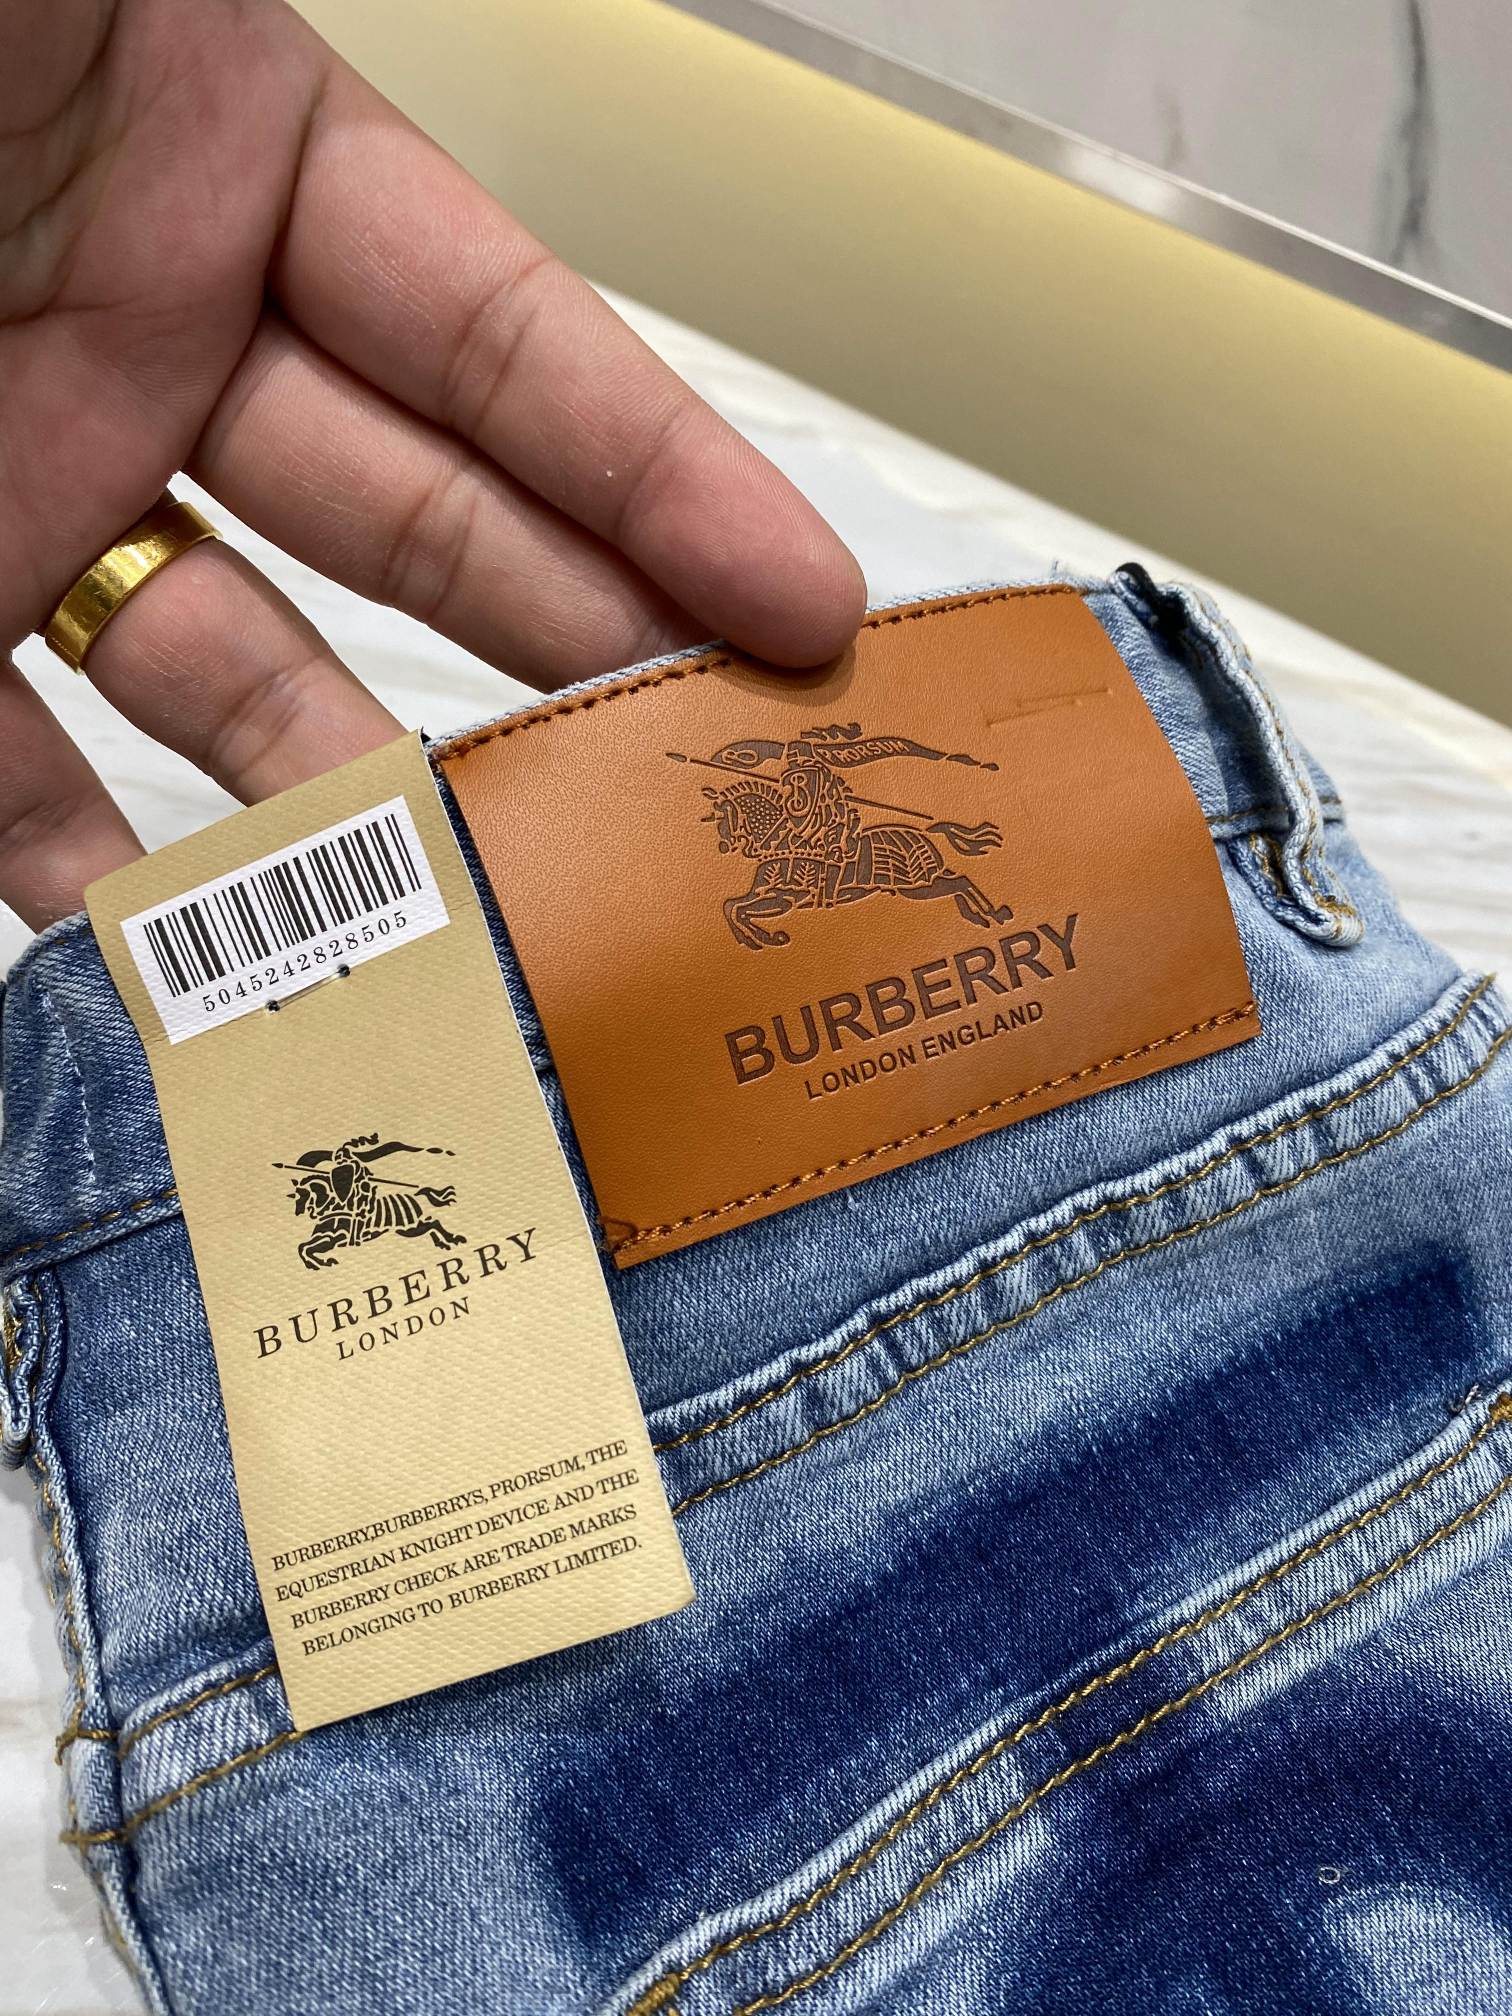 5045242828505
BURBERRY
LONDON
BURBERRY,BURBERRYS, PRORSUM, THE
EQUESTRIAN KNIGHT DEVICE AND THE
BURBERRY CHECK ARE TRADE MARKS
BELONGING TO BURBERRY LIMITED.
B PRORSUM
B
BURBERRY
LONDON ENGLAND